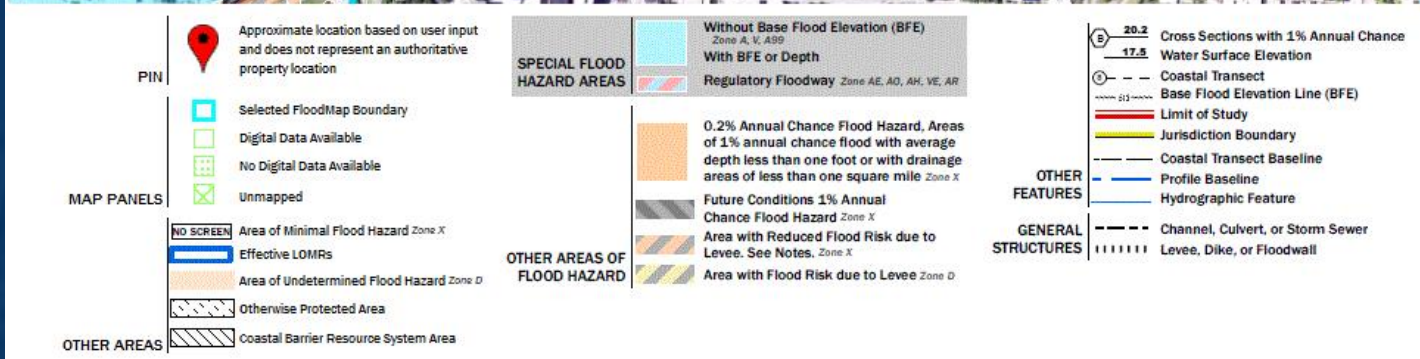 PIN
Approximate location based on user input
and does not represent an authoritative
property location
MAP PANELS
Selected FloodMap Boundary
Digital Data Available
No Digital Data Available
Unmapped
OTHER AREAS
NO SCREEN Area of Minimal Flood Hazard Zone X
Effective LOMRs
Area of Undetermined Flood Hazard Zone D
Otherwise Protected Area
Coastal Barrier Resource System Area
SPECIAL FLOOD
HAZARD AREAS
Without Base Flood Elevation (BFE)
Zone A, V, A99
With BFE or Depth
Regulatory Floodway Zone AE, AO, AH, VE, AR
OTHER AREAS OF
FLOOD HAZARD
0.2% Annual Chance Flood Hazard, Areas
of 1% annual chance flood with average
depth less than one foot or with drainage
areas of less than one square mile Zone X
Future Conditions 1% Annual
Chance Flood Hazard Zone X
Area with Reduced Flood Risk due to
Levee. See Notes. Zone X
Area with Flood Risk due to Levee Zone D
OTHER
FEATURES
B 20.2 Cross Sections with 1% Annual Chance
17.5 Water Surface Elevation
8 Coastal Transect
513 Base Flood Elevation Line (BFE)
Limit of Study
Jurisdiction Boundary
Coastal Transect Baseline
Profile Baseline
Hydrographic Feature
GENERAL
STRUCTURES
Channel, Culvert, or Storm Sewer
Levee, Dike, or Floodwall